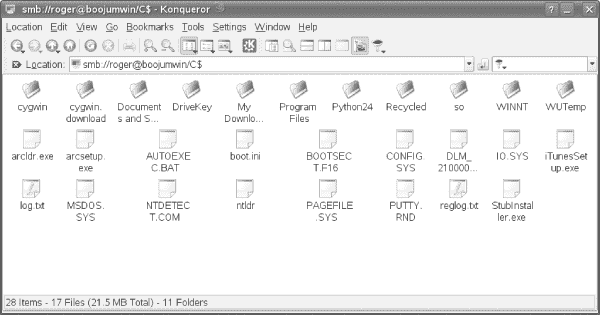 smb://roger@boojumwin/C$ - Konqueror
Location Edit View Go Bookmarks Tools Settings Window Help
Location: smb://roger@boojumwin/C$
cygwin cygwin. Document DriveKey My Program Python24 Recycled so WINNT WUTemp
download s and S... Downlo... Files
arcldr.exe arcsetup. AUTOEXE boot.ini BOOTSECT CONFIG. DLM_ IO.SYS iTunesSet
exe C.BAT T.F16 SYS 210000... up.exe
log.txt MSDOS. NTDETEC ntldr PAGEFILE PUTTY. reglog.txt StubInstal
SYS T.COM .SYS RND ler.exe
28 Items - 17 Files (21.5 MB Total) - 11 Folders